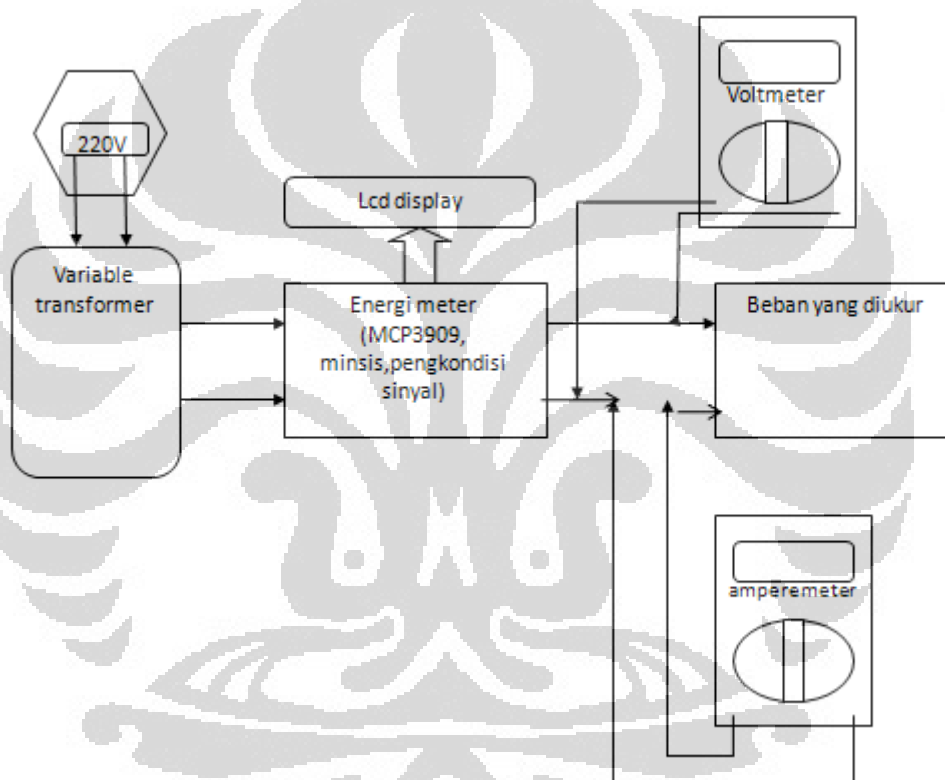 220V
Voltmeter
Lcd display
Variable
transformer
Energi meter
(MCP3909,
minsis,pengkondisi
sinyal)
Beban yang diukur
amperemeter